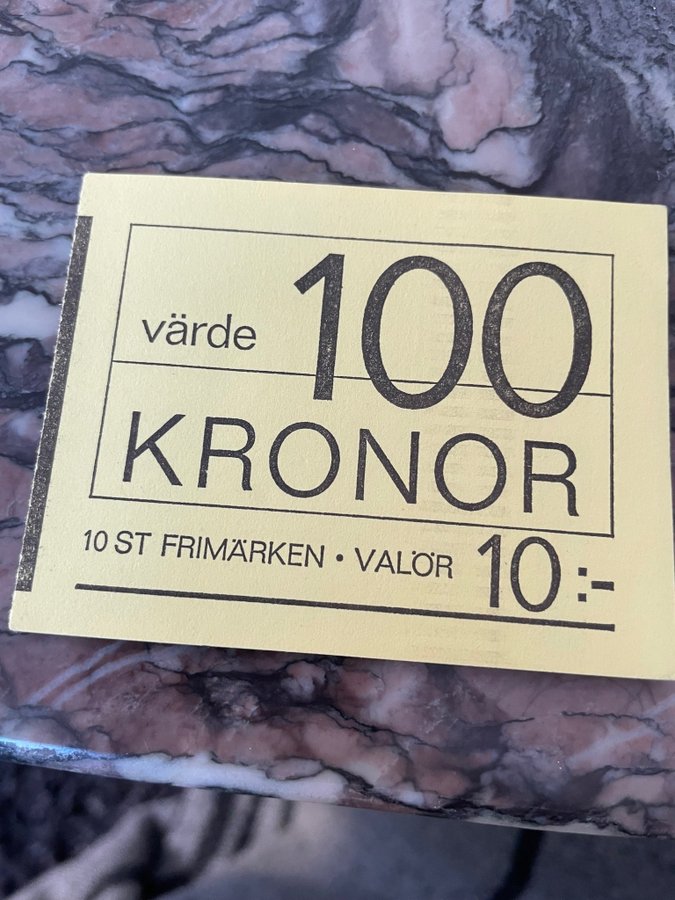 värde 100
KRONOR
10 ST FRIMÄRKEN • VALÖR 10:-